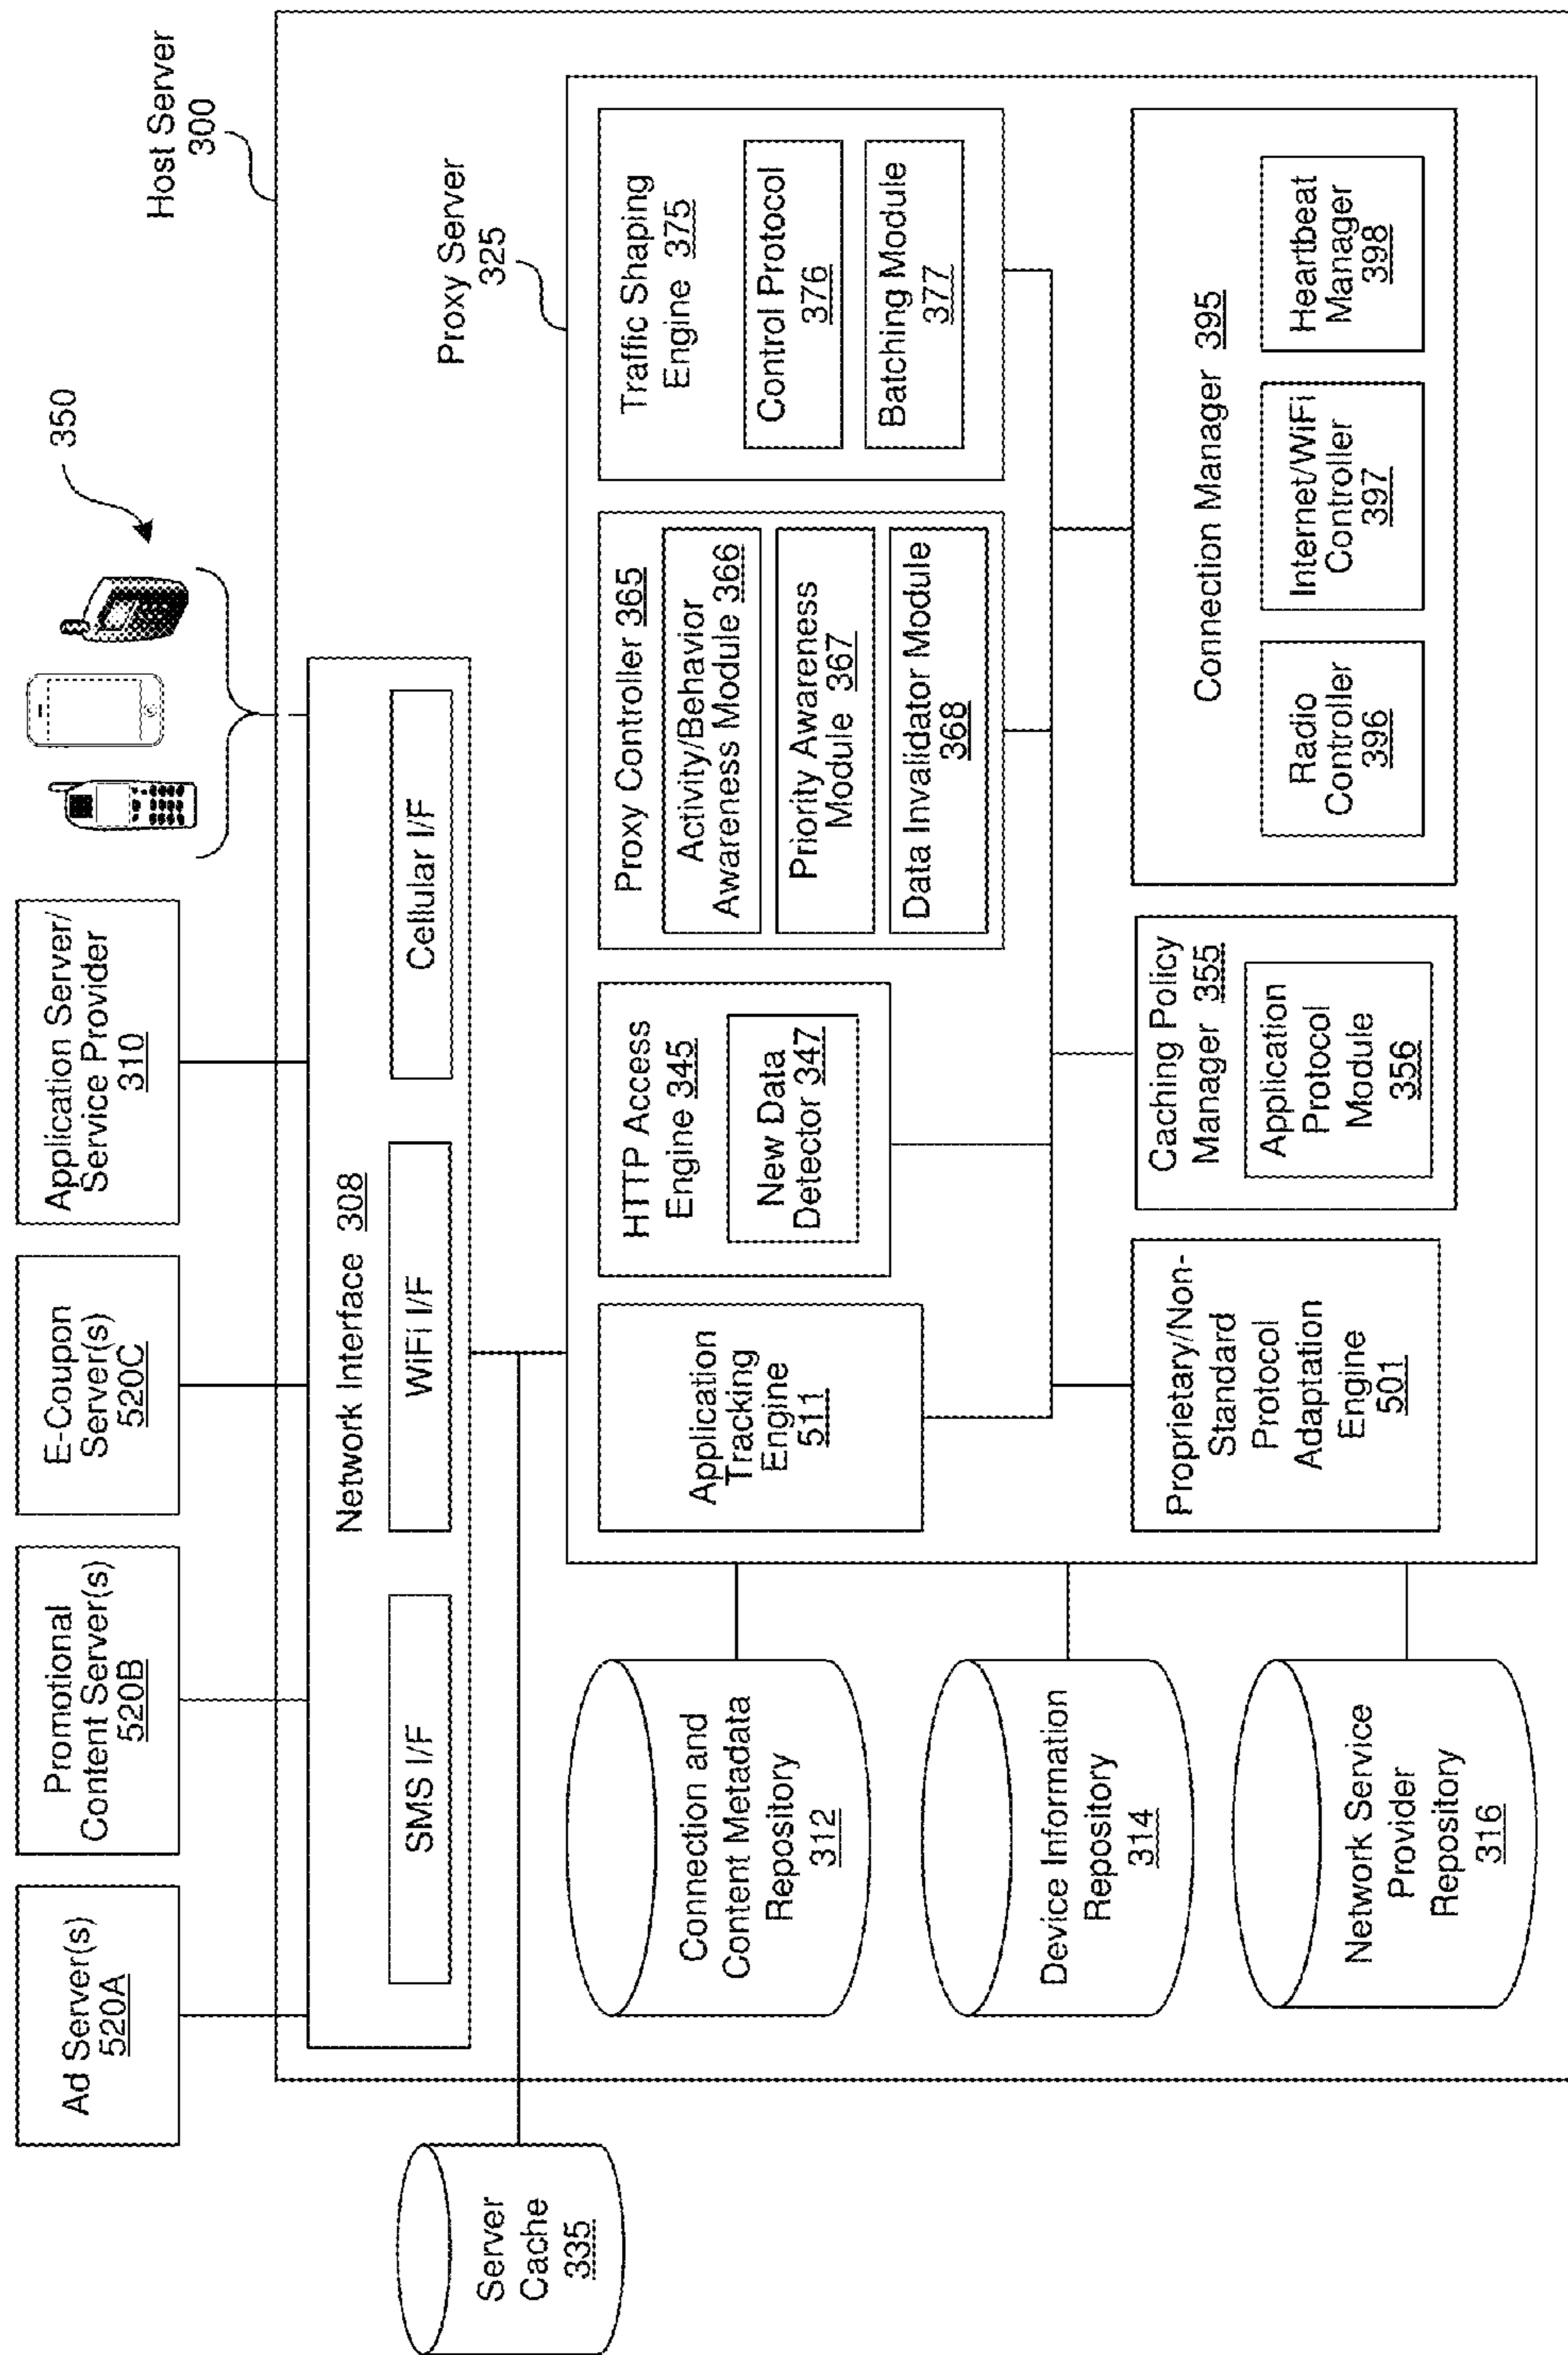 Ad Server(s)
520A
Promotional
Content Server(s)
520B
E-Coupon
Server(s)
520C
Application Server/
Service Provider
310
350
Host Server
300
Network Interface 308
SMS I/F
WiFi I/F
Cellular I/F
Server
Cache
335
Proxy Server
325
Connection and
Content Metadata
Repository
312
Device Information
Repository
314
Network Service
Provider
Repository
316
Application
Tracking
Engine
511
HTTP Access
Engine 345
New Data
Detector 347
Proxy Controller 365
Activity/Behavior
Awareness Module 366
Priority Awareness
Module 367
Data Invalidator Module
368
Traffic Shaping
Engine 375
Control Protocol
376
Batching Module
377
Proprietary/Non-
Standard
Protocol
Adaptation
Engine
501
Caching Policy
Manager 355
Application
Protocol
Module
356
Connection Manager 395
Radio
Controller
396
Internet/WiFi
Controller
397
Heartbeat
Manager
398